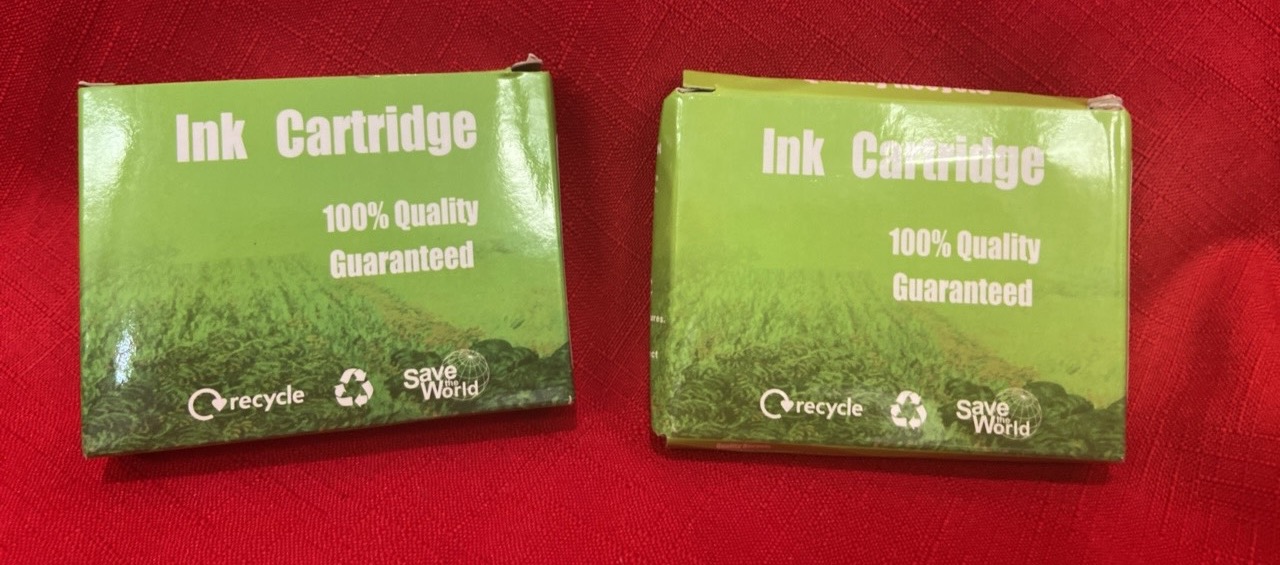 Ink Cartridge
100% Quality
Guaranteed
recycle
Save
the
World
Ink Cartridge
100% Quality
Guaranteed
recycle
Save
the
World